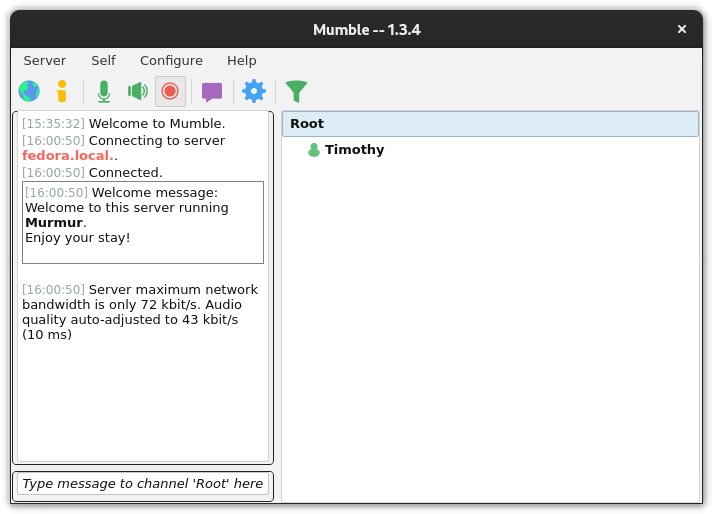 Mumble -- 1.3.4
Server Self Configure Help
[15:35:32] Welcome to Mumble.
[16:00:50] Connecting to server
fedora.local..
[16:00:50] Connected.
[16:00:50] Welcome message:
Welcome to this server running
Murmur.
Enjoy your stay!
[16:00:50] Server maximum network
bandwidth is only 72 kbit/s. Audio
quality auto-adjusted to 43 kbit/s
(10 ms)
Type message to channel 'Root' here
Root
Timothy